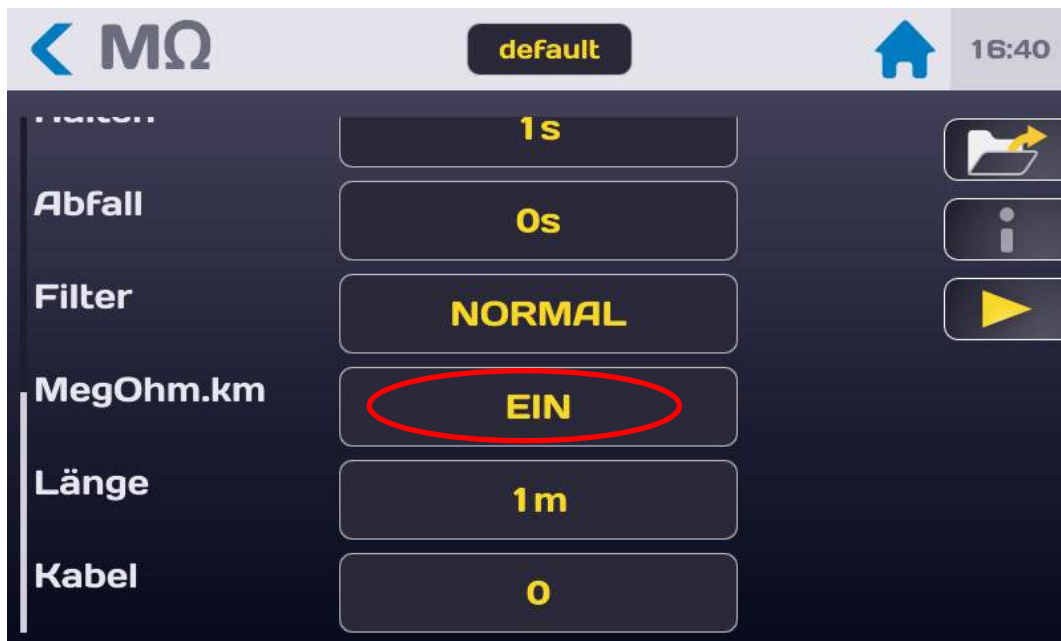 MΩ default 16:40
1s
Abfall 0s
Filter NORMAL
MegOhm.km EIN
Länge 1m
Kabel 0